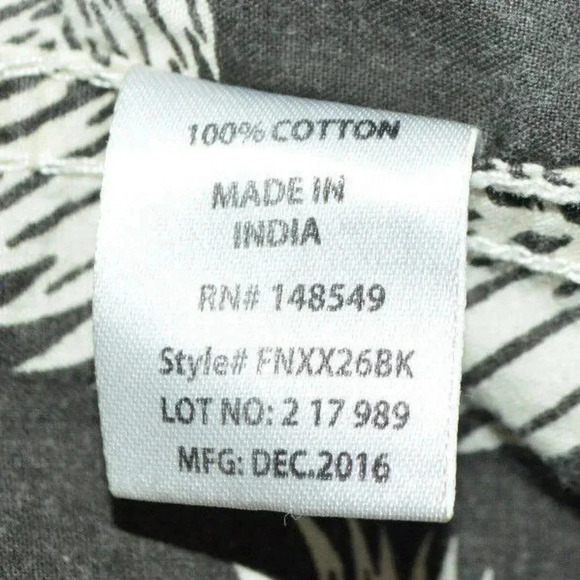 100% COTTON
MADE IN
INDIA
RN# 148549
Style# FNXX26BK
LOT NO: 2 17 989
MFG: DEC.2016